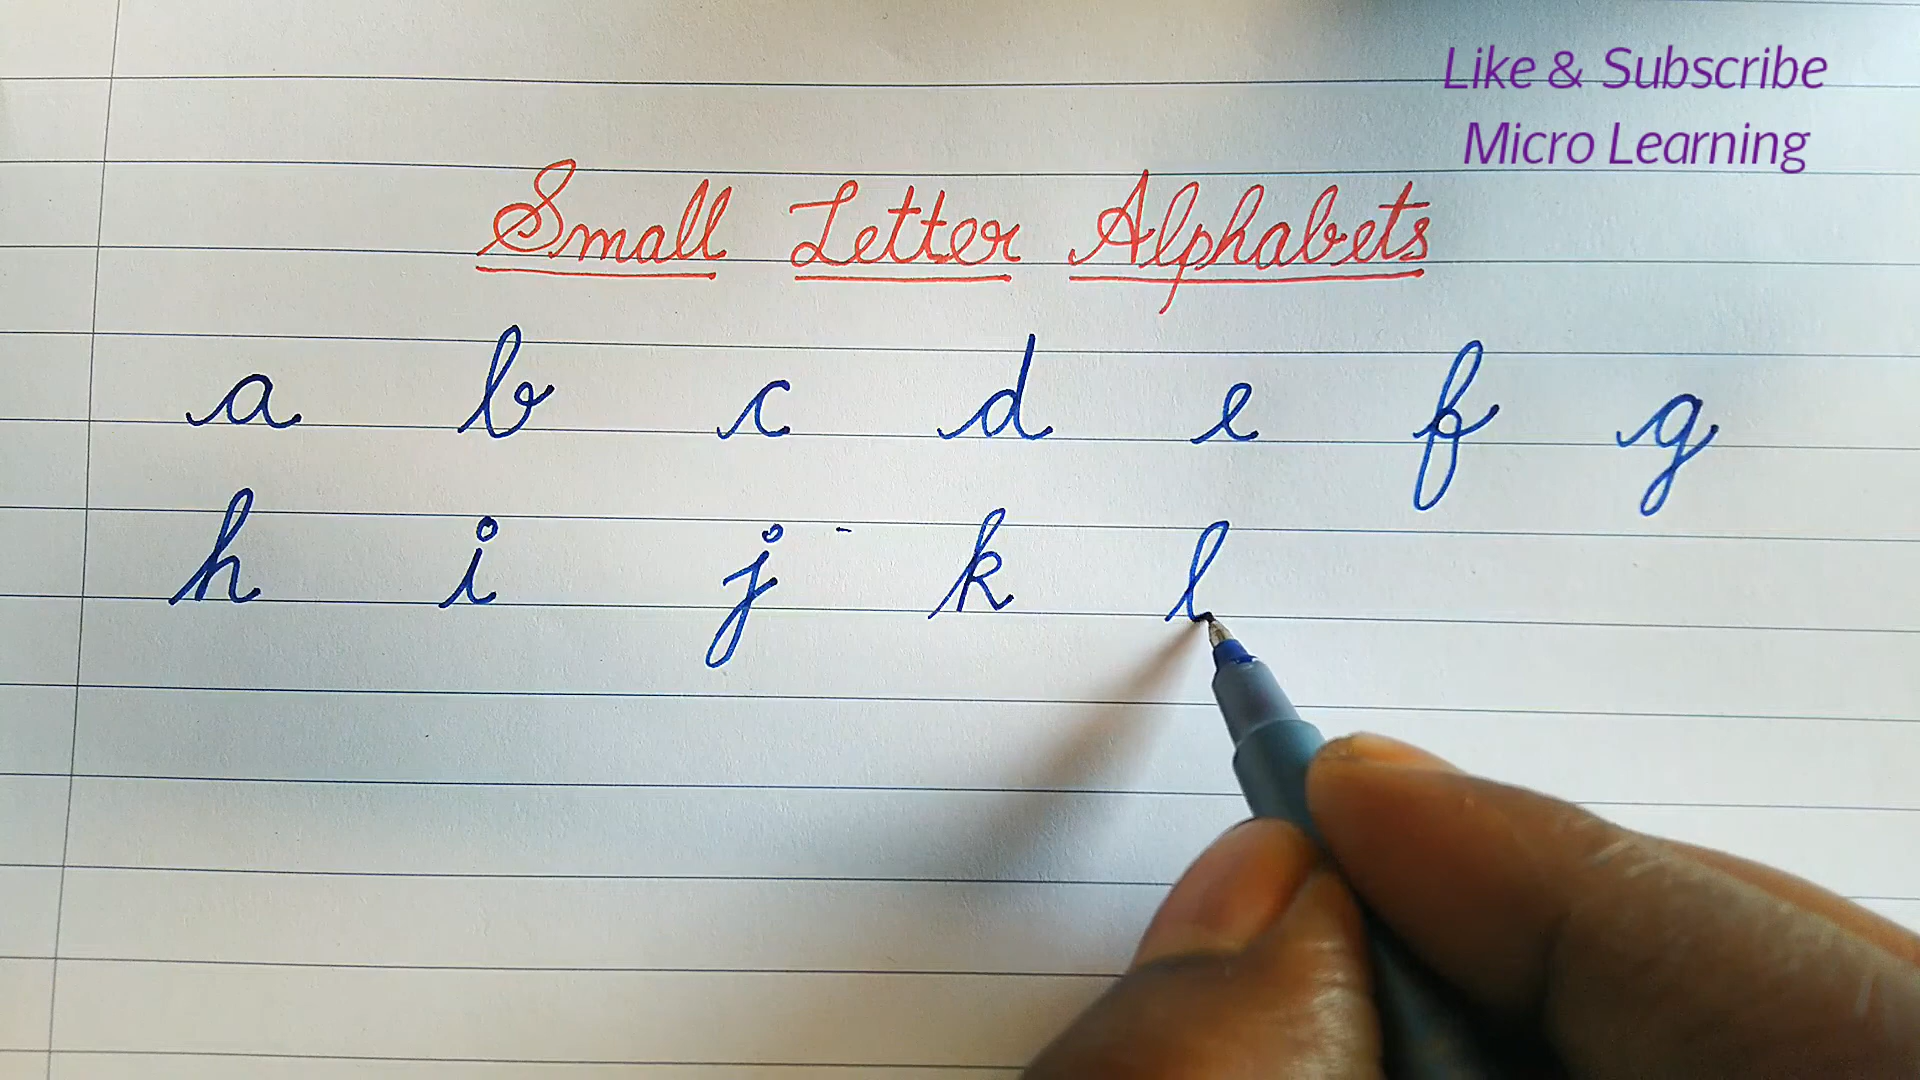 Like & Subscribe
Micro Learning
Small Letter Alphabets
a b c d e f g
h i j k l